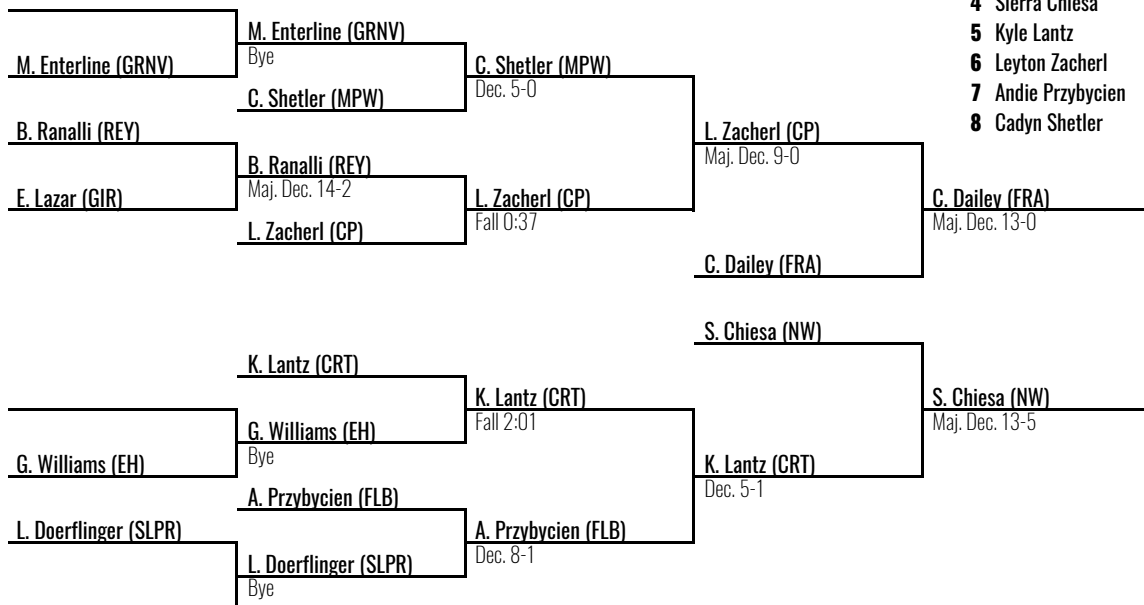 4 Sierra Chiesa
5 Kyle Lantz
6 Leyton Zacherl
7 Andie Przybycien
8 Cadyn Shetler
M. Enterline (GRNV)
M. Enterline (GRNV)
Bye
C. Shetler (MPW)
C. Shetler (MPW)
Dec. 5-0
B. Ranalli (REY)
E. Lazar (GIR)
B. Ranalli (REY)
Maj. Dec. 14-2
L. Zacherl (CP)
L. Zacherl (CP)
Fall 0:37
L. Zacherl (CP)
Maj. Dec. 9-0
C. Dailey (FRA)
C. Dailey (FRA)
Maj. Dec. 13-0
S. Chiesa (NW)
K. Lantz (CRT)
G. Williams (EH)
G. Williams (EH)
Bye
K. Lantz (CRT)
Fall 2:01
A. Przybycien (FLB)
L. Doerflinger (SLPR)
L. Doerflinger (SLPR)
Bye
A. Przybycien (FLB)
Dec. 8-1
K. Lantz (CRT)
Dec. 5-1
S. Chiesa (NW)
Maj. Dec. 13-5